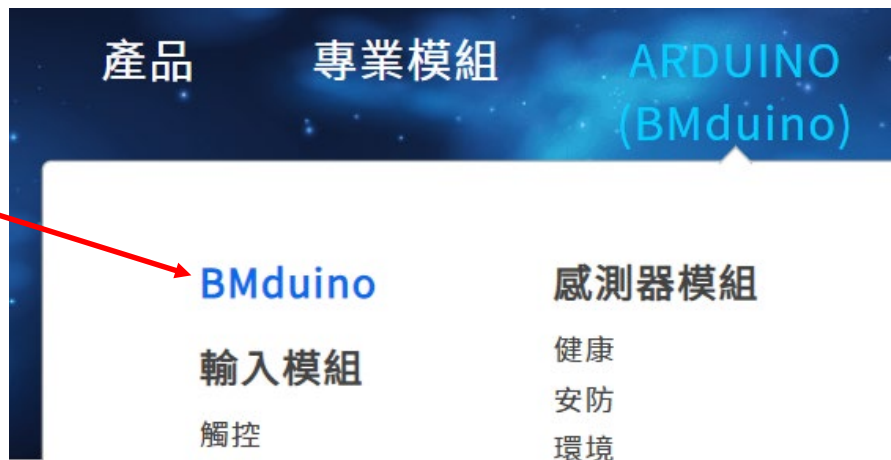 產品
專業模組
ARDUINO
(BMduino)
BMduino
輸入模組
觸控
感測器模組
健康
安防
環境